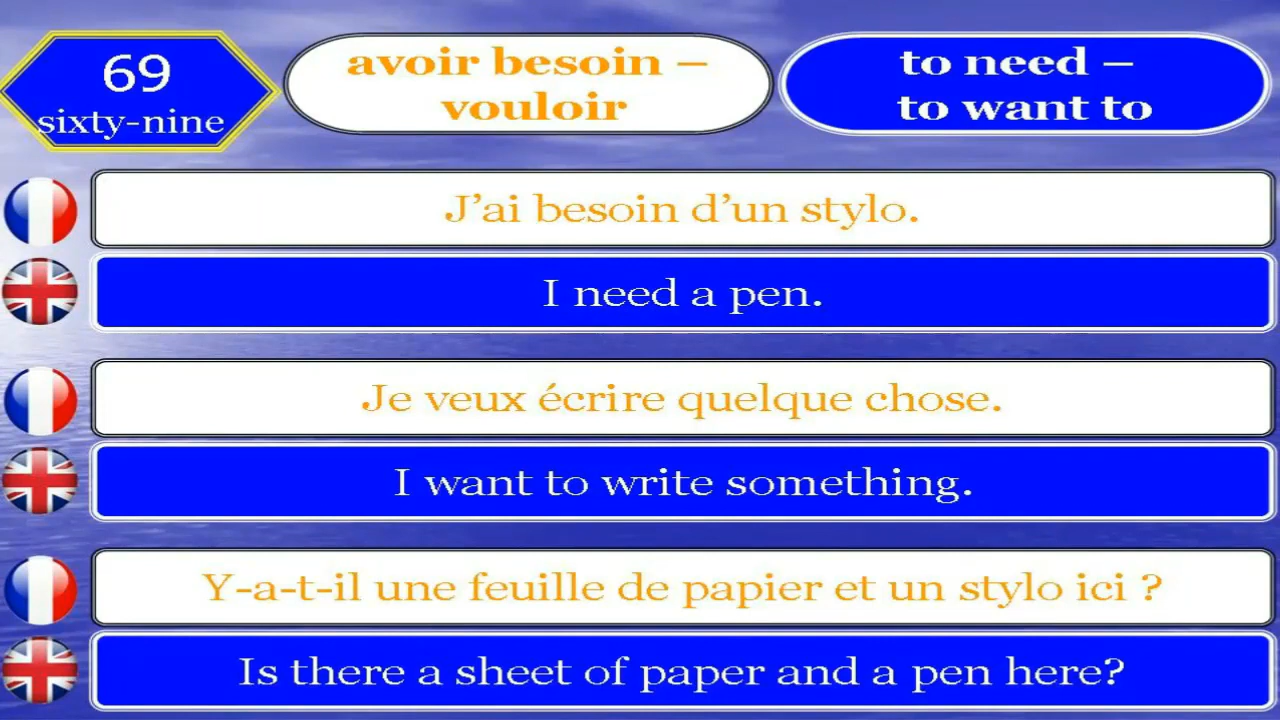 69
sixty-nine
avoir besoin –
vouloir
to need –
to want to
J’ai besoin d’un stylo.
I need a pen.
Je veux écrire quelque chose.
I want to write something.
Y-a-t-il une feuille de papier et un stylo ici ?
Is there a sheet of paper and a pen here?